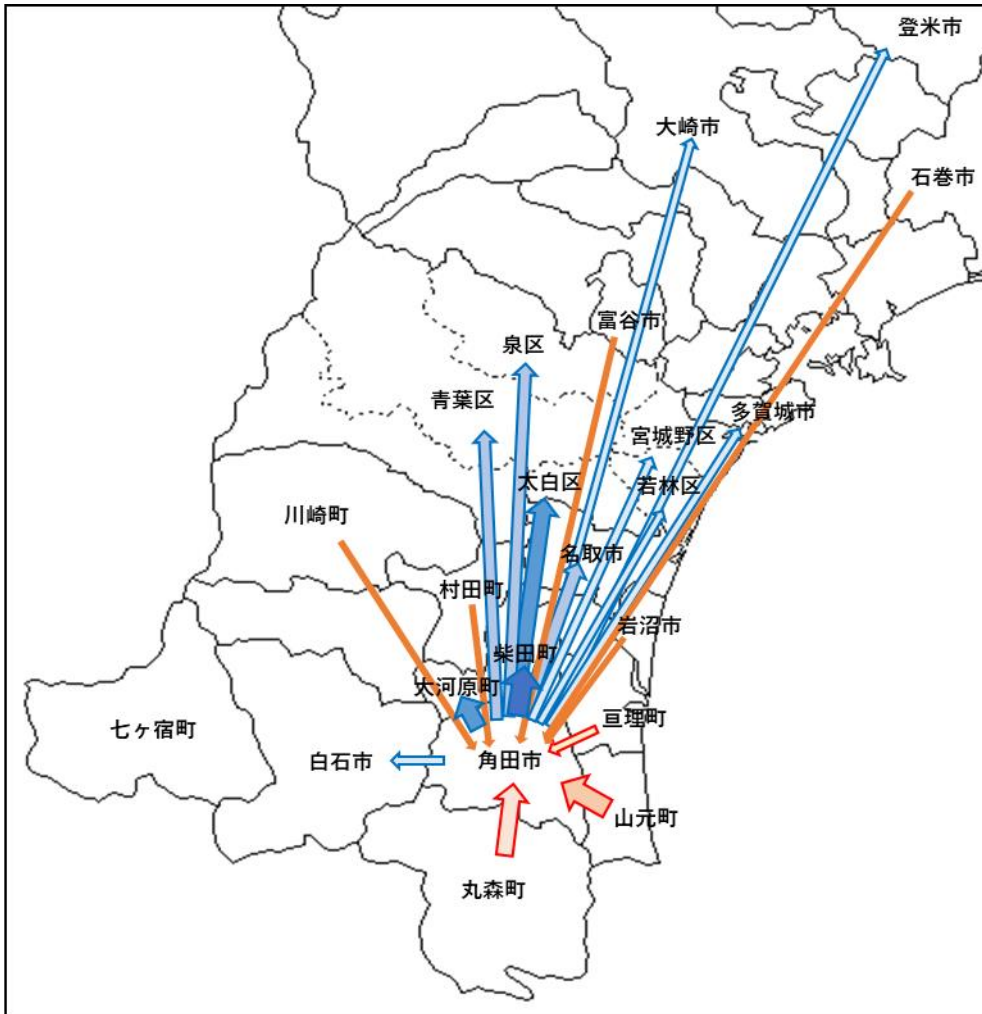 登米市
大崎市
石巻市
富谷市
泉区
青葉区
多賀城市
宮城野区
太白区
若林区
川崎町
名取市
村田町
岩沼市
柴田町
大河原町
亘理町
七ヶ宿町
白石市
角田市
山元町
丸森町